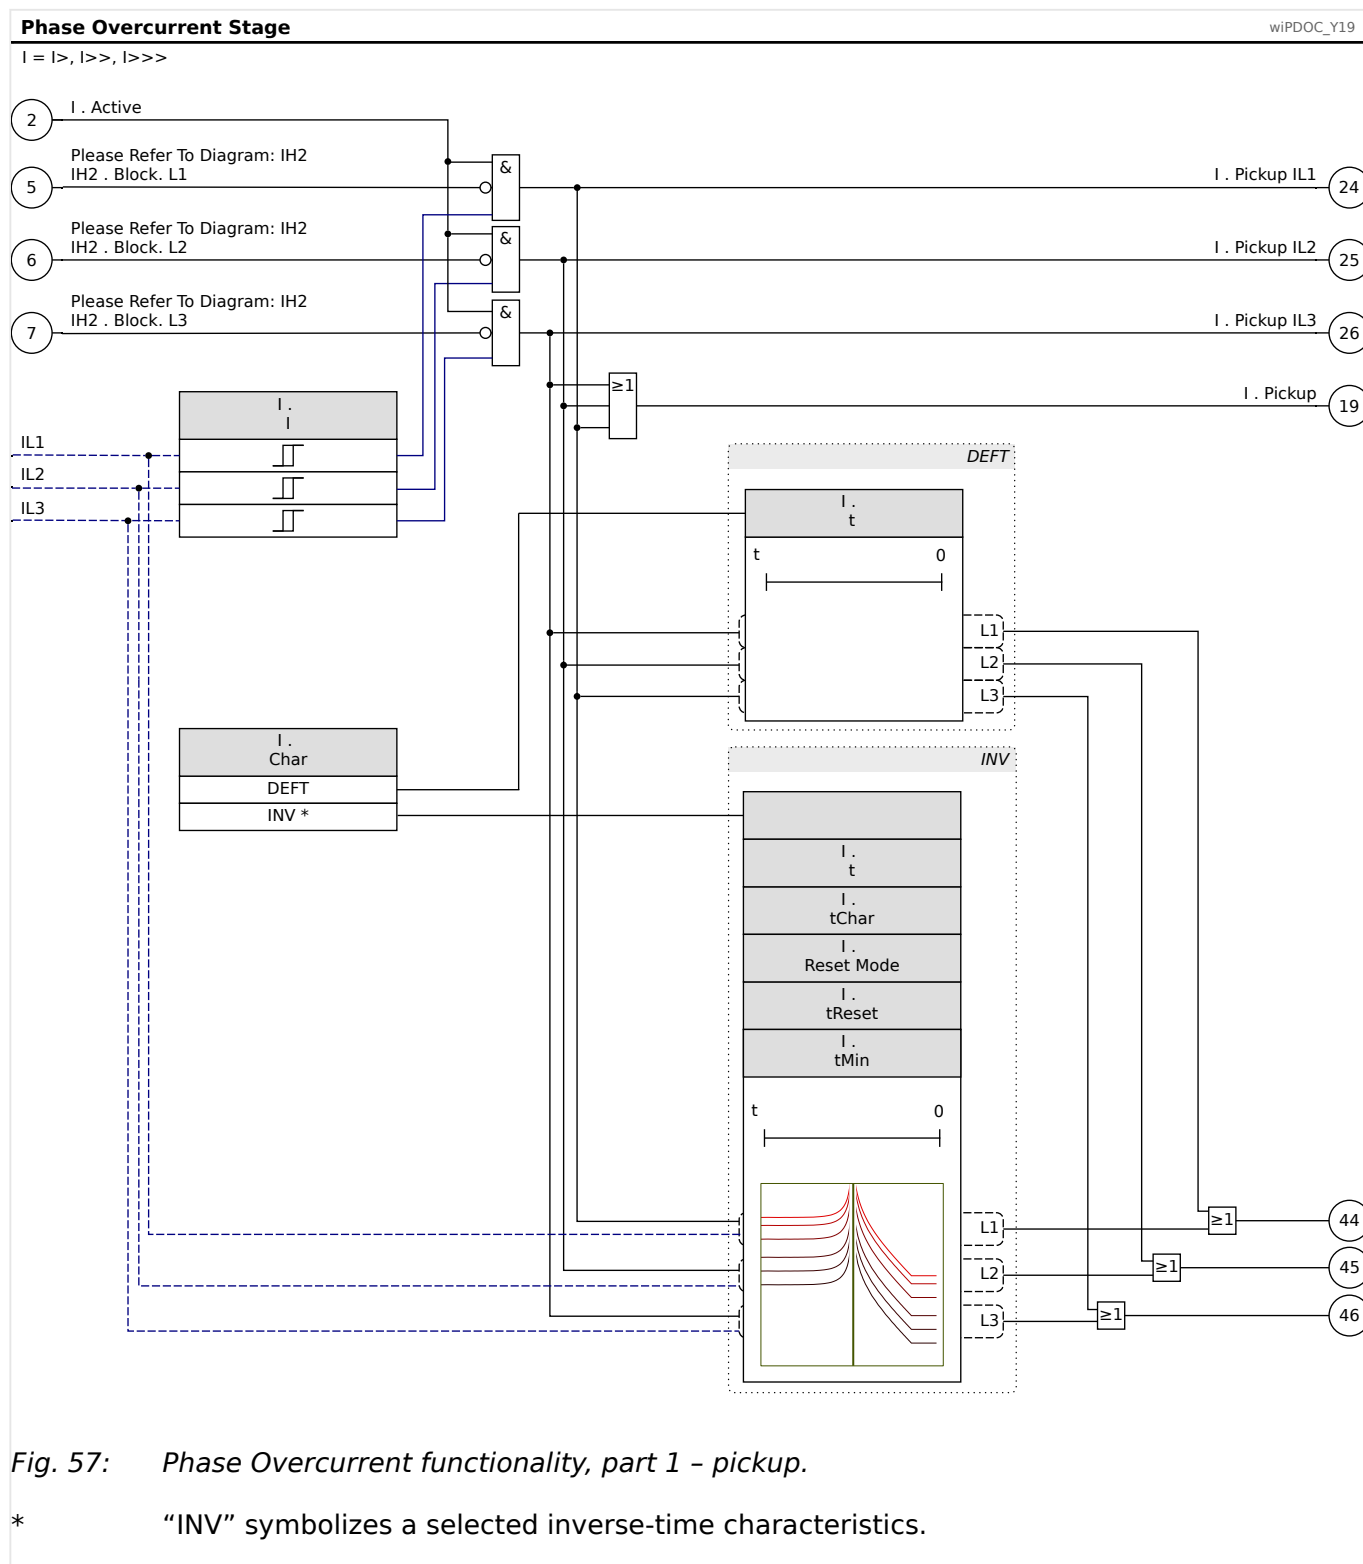 Phase Overcurrent Stage
wiPDOC_Y19
I = I>, I>>, I>>>
2
I . Active
Please Refer To Diagram: IH2
5
IH2 . Block. L1
&
I . Pickup IL1
24
Please Refer To Diagram: IH2
6
IH2 . Block. L2
&
I . Pickup IL2
25
Please Refer To Diagram: IH2
7
IH2 . Block. L3
&
I . Pickup IL3
26
≥1
I . Pickup
19
I .
I
IL1
IL2
IL3
DEFT
I .
t
t 0
L1
L2
L3
I .
Char
DEFT
INV *
INV
I .
t
I .
tChar
I .
Reset Mode
I .
tReset
I .
tMin
t 0
L1
≥1
44
L2
≥1
45
L3
≥1
46
Fig. 57: Phase Overcurrent functionality, part 1 – pickup.
* “INV” symbolizes a selected inverse-time characteristics.